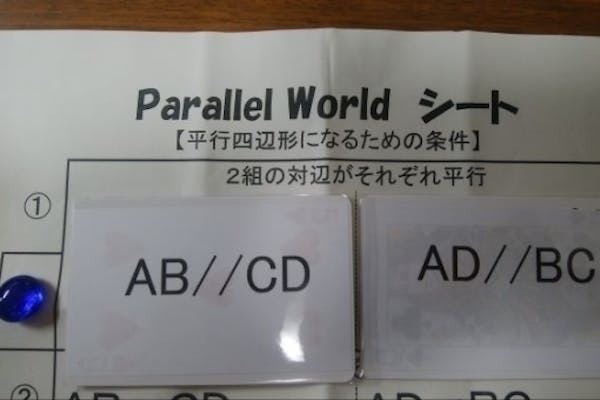 Parallel World シート
【平行四辺形になるための条件】
① 2組の対辺がそれぞれ平行
AB//CD AD//BC
②